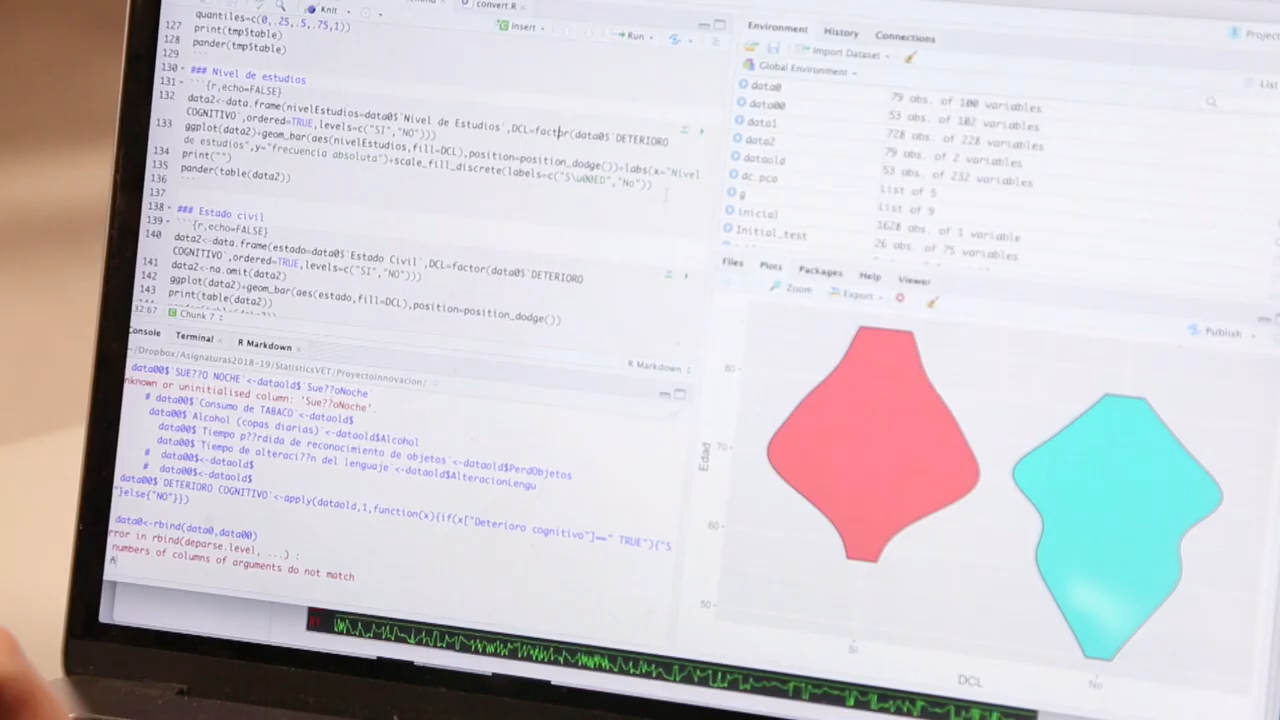 convert.R
Knit
Insert
Run
quantiles=c(0,.25,.5,.75,1))
127 print(tmp$table)
128 pander(tmp$table)
129 ```
130 ### Nivel de estudios
131 ```{r,echo=FALSE}
132 data2<-data.frame(nivelEstudios=data0$`Nivel de Estudios`,DCL=factor(data0$`DETERIORO
COGNITIVO`,ordered=TRUE,levels=c("SI","NO")))
133 ggplot(data2)+geom_bar(aes(nivelEstudios,fill=DCL),position=position_dodge())+labs(x="Nivel
de estudios",y="frecuencia absoluta")+scale_fill_discrete(labels=c("S\u00ED","No"))
134 print("")
135 pander(table(data2))
136 ```
137
138 ### Estado civil
139 ```{r,echo=FALSE}
140 data2<-data.frame(estado=data0$`Estado Civil`,DCL=factor(data0$`DETERIORO
COGNITIVO`,ordered=TRUE,levels=c("SI","NO")))
141 data2<-na.omit(data2)
142 ggplot(data2)+geom_bar(aes(estado,fill=DCL),position=position_dodge())
143 print(table(data2))
32:67 Chunk 7
R Markdown
Console Terminal R Markdown
~/Dropbox/Asignaturas2018-19/StatisticsVET/ProyectoInnovacion/
data00$`SUE??O NOCHE`<-dataold$`Sue??oNoche`
nknown or uninitialised column: 'Sue??oNoche'.
# data00$`Consumo de TABACO`<-dataold$
data00$`Alcohol (copas diarias)`<-dataold$Alcohol
data00$`Tiempo p??rdida de reconacimiento de objetos`<-dataold$PerdObjetos
data00$`Tiempo de alteraci??n del lenguaje`<-dataold$AlteracionLengu
# data00$<-dataold$
# data00$<-dataold$
data00$`DETERIORO COGNITIVO`<-apply(dataold,1,function(x){if(x["Deterioro cognitivo"]==" TRUE"){"S
"}else{"NO"}})
data0<-rbind(data0,data00)
rror in rbind(deparse.level, ...) :
numbers of columns of arguments do not match
Environment History Connections
Import Dataset
Global Environment
List
Project
data0 79 obs. of 100 variables
data00 53 obs. of 102 variables
data1 728 obs. of 228 variables
data2 79 obs. of 2 variables
dataold 53 obs. of 232 variables
dc.pca List of 5
g List of 9
inicial 1628 obs. of 1 variable
Initial_test 26 obs. of 75 variables
Files Plots Packages Help Viewer
Zoom Export Publish
80
70
60
50
Edad
Sí
No
DCL